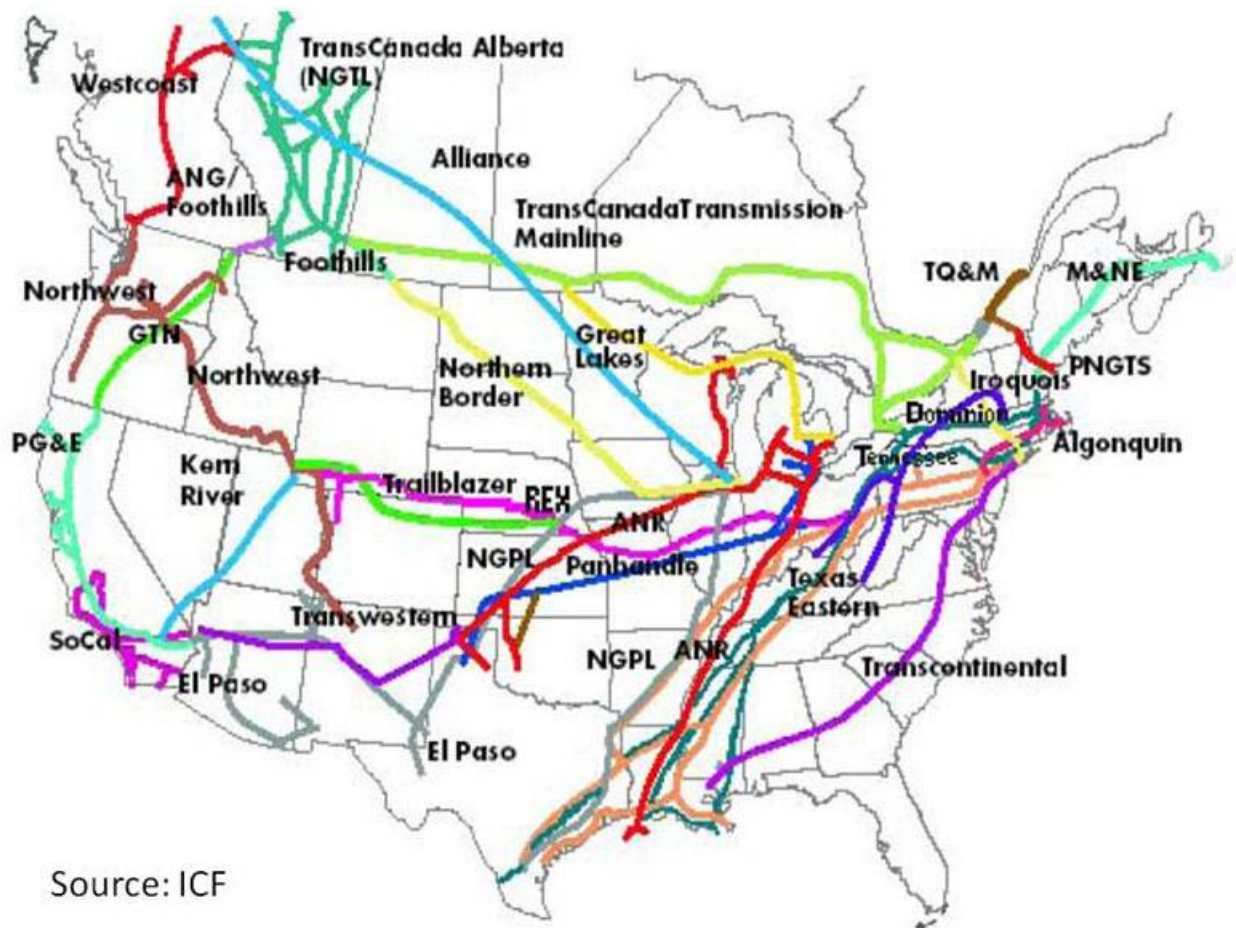 TransCanada Alberta
(NGTL)
Westcoast
Alliance
ANG/
Foothills
TransCanadaTransmission
Mainline
Foothills
TQ&M
M&NE
Northwest
GTN
Great
Lakes
Northwest
Northern
Border
PNGTS
Iroquois
Dominion
PG&E
Algonquin
Kern
River
Tennessee
Trailblazer
REX
ANR
NGPL
Panhandle
Texas
Eastern
Transwestern
SoCal
NGPL
ANR
Transcontinental
El Paso
El Paso
Source: ICF